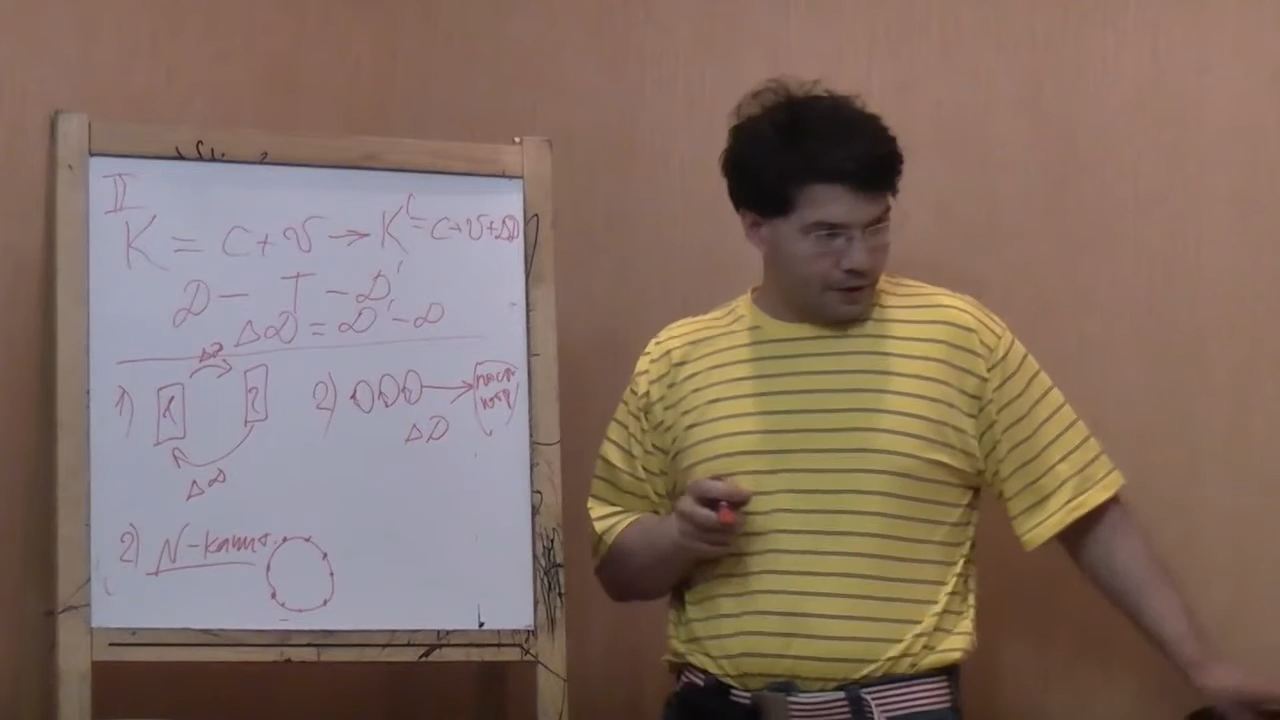 II
K = C + V → K' = C + V + ΔD
D — T — D'
ΔD = D' - D
ΔD
1) 1 2 2) D D D →
ΔD
ΔD
2) N-капит.